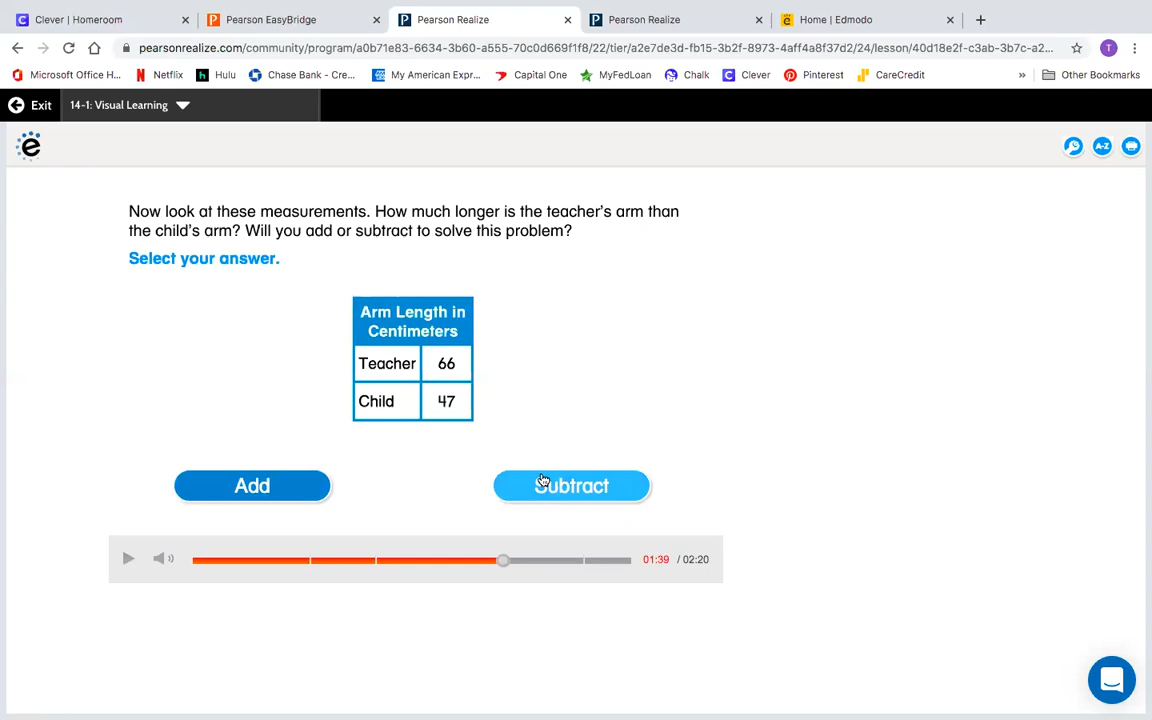 Clever | Homeroom
Pearson EasyBridge
Pearson Realize
Pearson Realize
Home | Edmodo
pearsonrealize.com/community/program/a0b71e83-6634-3b60-a555-70c0d669f1f8/22/tier/a2e7de3d-fb15-3b2f-8973-4aff4a8f37d2/24/lesson/40d18e2f-c3ab-3b7c-a2...
T
Microsoft Office H...
Netflix
Hulu
Chase Bank - Cre...
My American Expr...
Capital One
MyFedLoan
Chalk
Clever
Pinterest
CareCredit
»
Other Bookmarks
Exit
14-1: Visual Learning
e
A-Z
Now look at these measurements. How much longer is the teacher's arm than
the child's arm? Will you add or subtract to solve this problem?
Select your answer.
Arm Length in
Centimeters
Teacher 66
Child 47
Add
Subtract
01:39 / 02:20